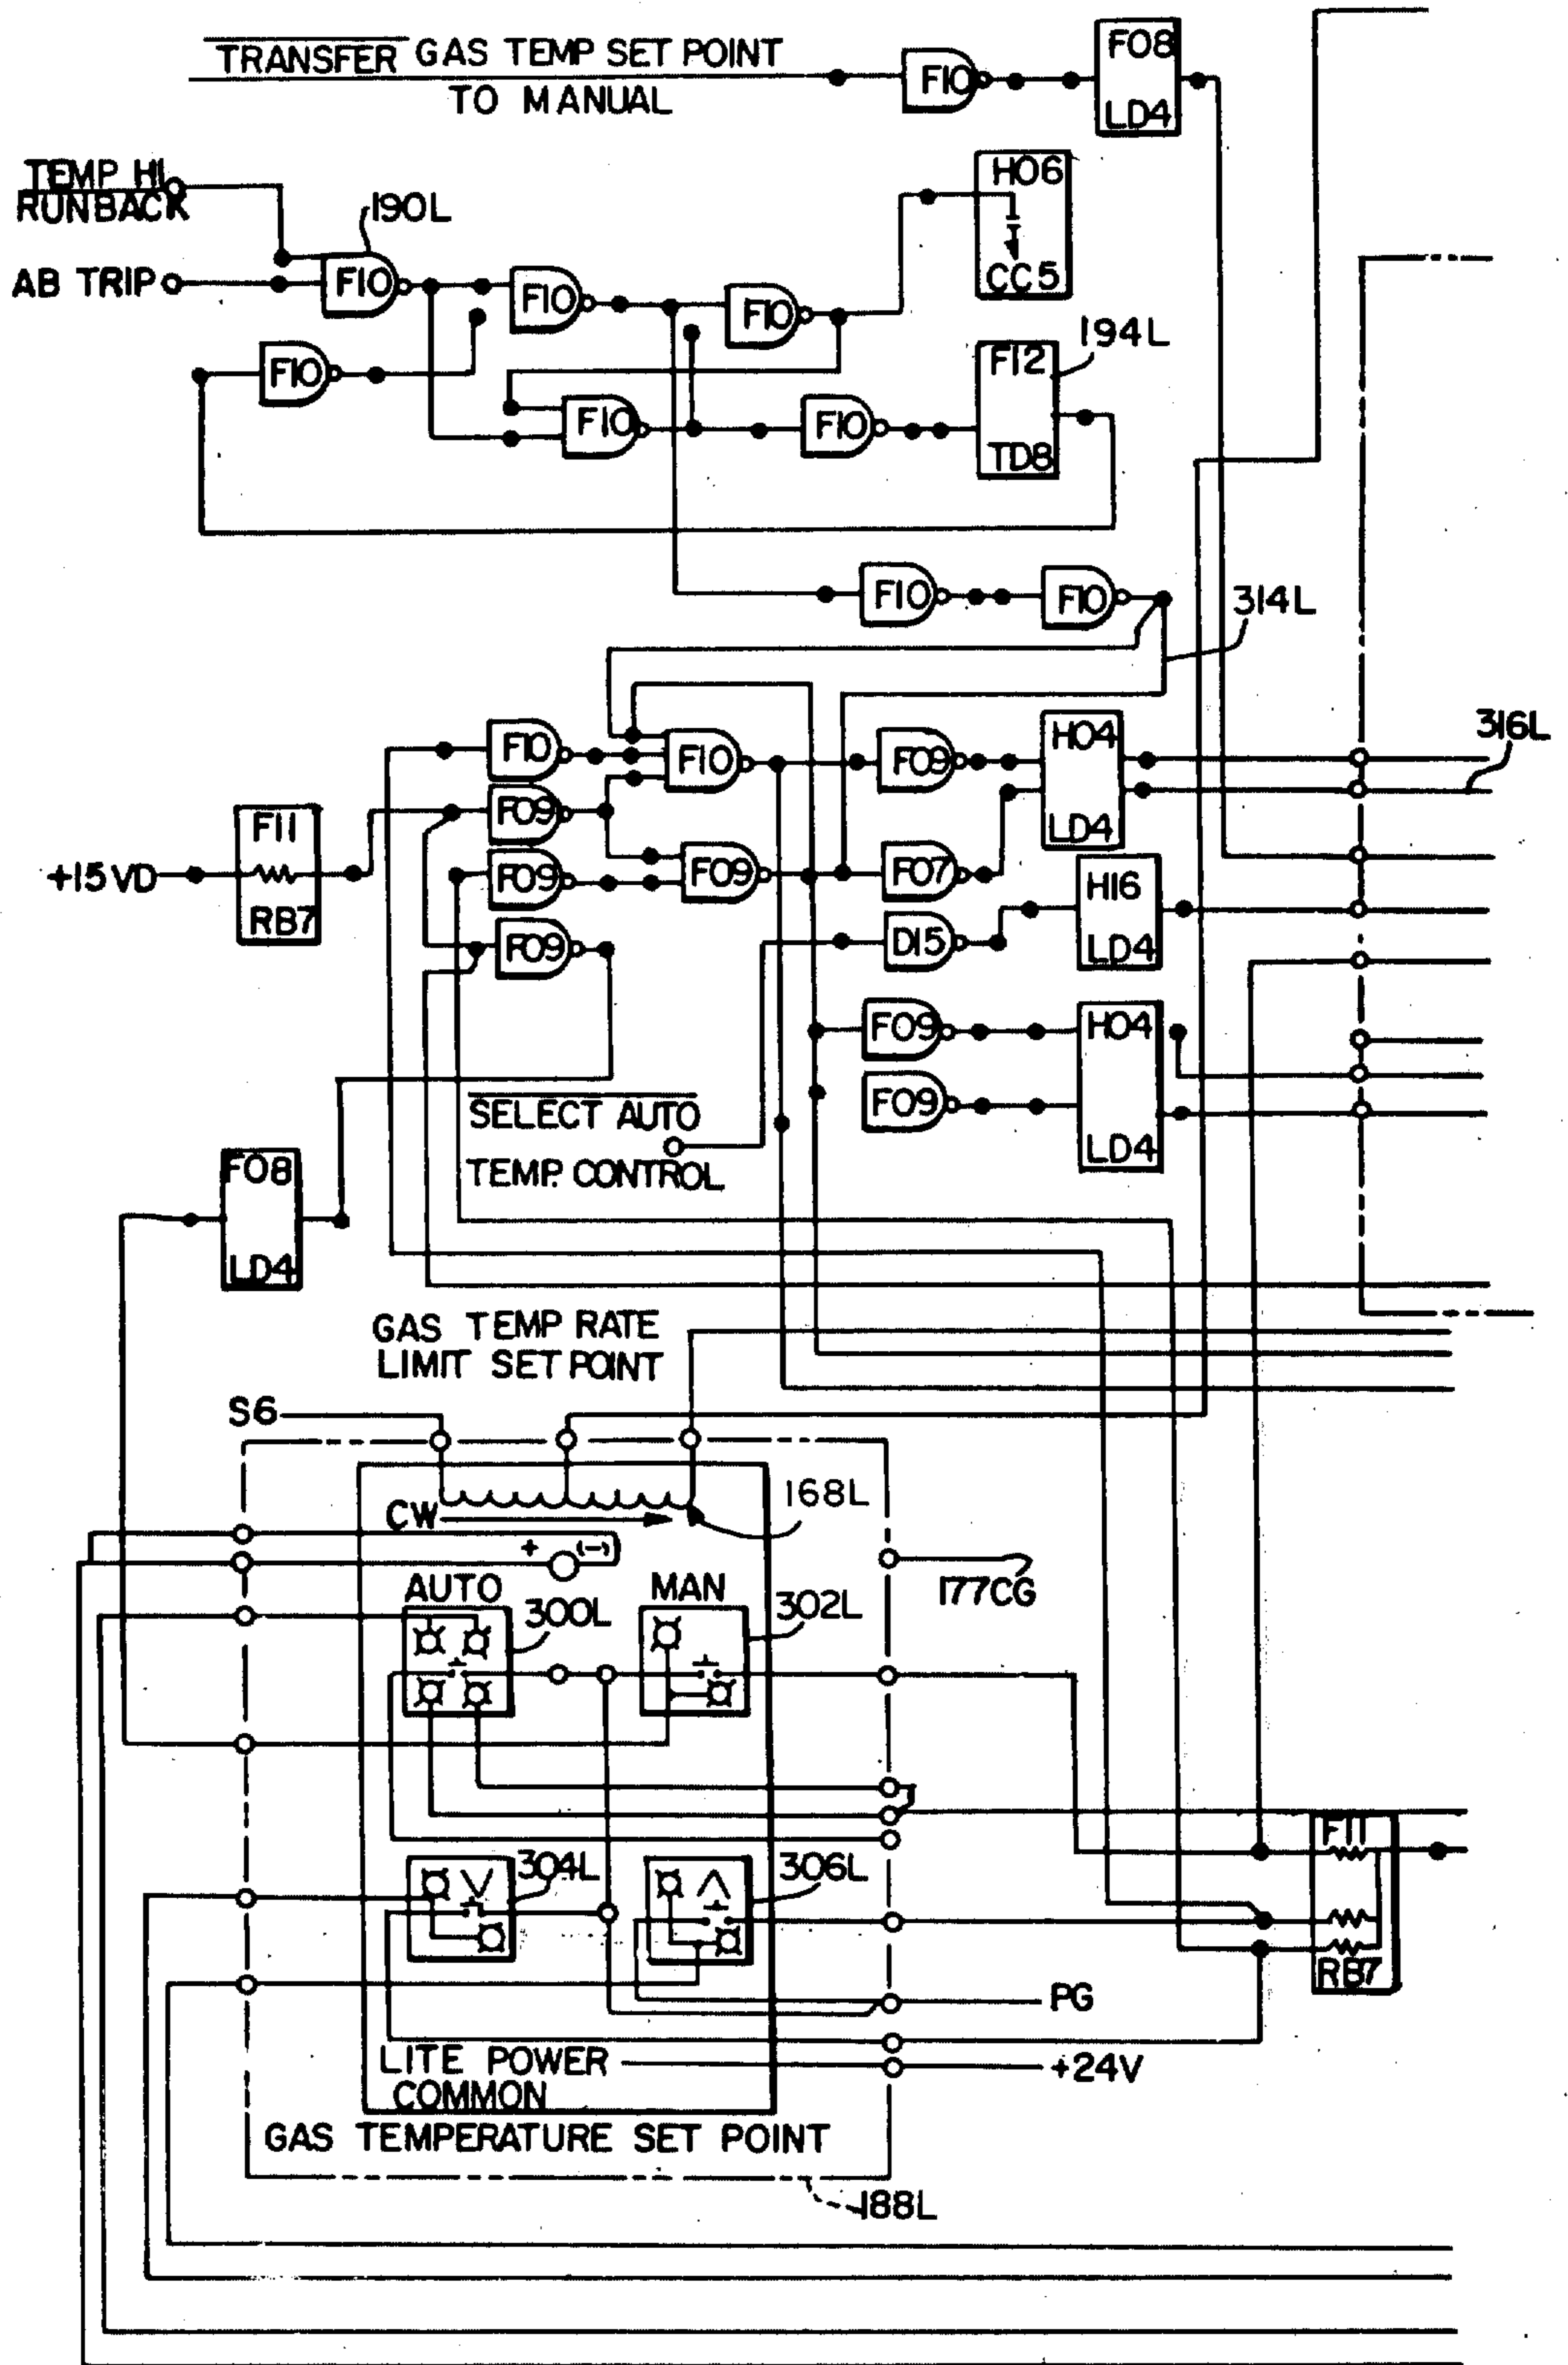 TRANSFER GAS TEMP SET POINT
TO MANUAL
F10
F08
LD4
TEMP HI
RUNBACK
190L
H06
CC5
AB TRIP
F10
F10
F10
194L
F10
F12
F10
F10
TD8
F10
F10
314L
316L
F10
F10
F09
H04
LD4
F09
F11
+15VD
RB7
F09
F09
F07
H16
LD4
F09
D15
F09
H04
F09
LD4
SELECT AUTO
TEMP. CONTROL
F08
LD4
GAS TEMP RATE
LIMIT SET POINT
S6
168L
CW
+ (-)
177CG
AUTO
MAN
300L
302L
F11
304L
306L
RB7
PG
LITE POWER
COMMON
+24V
GAS TEMPERATURE SET POINT
188L